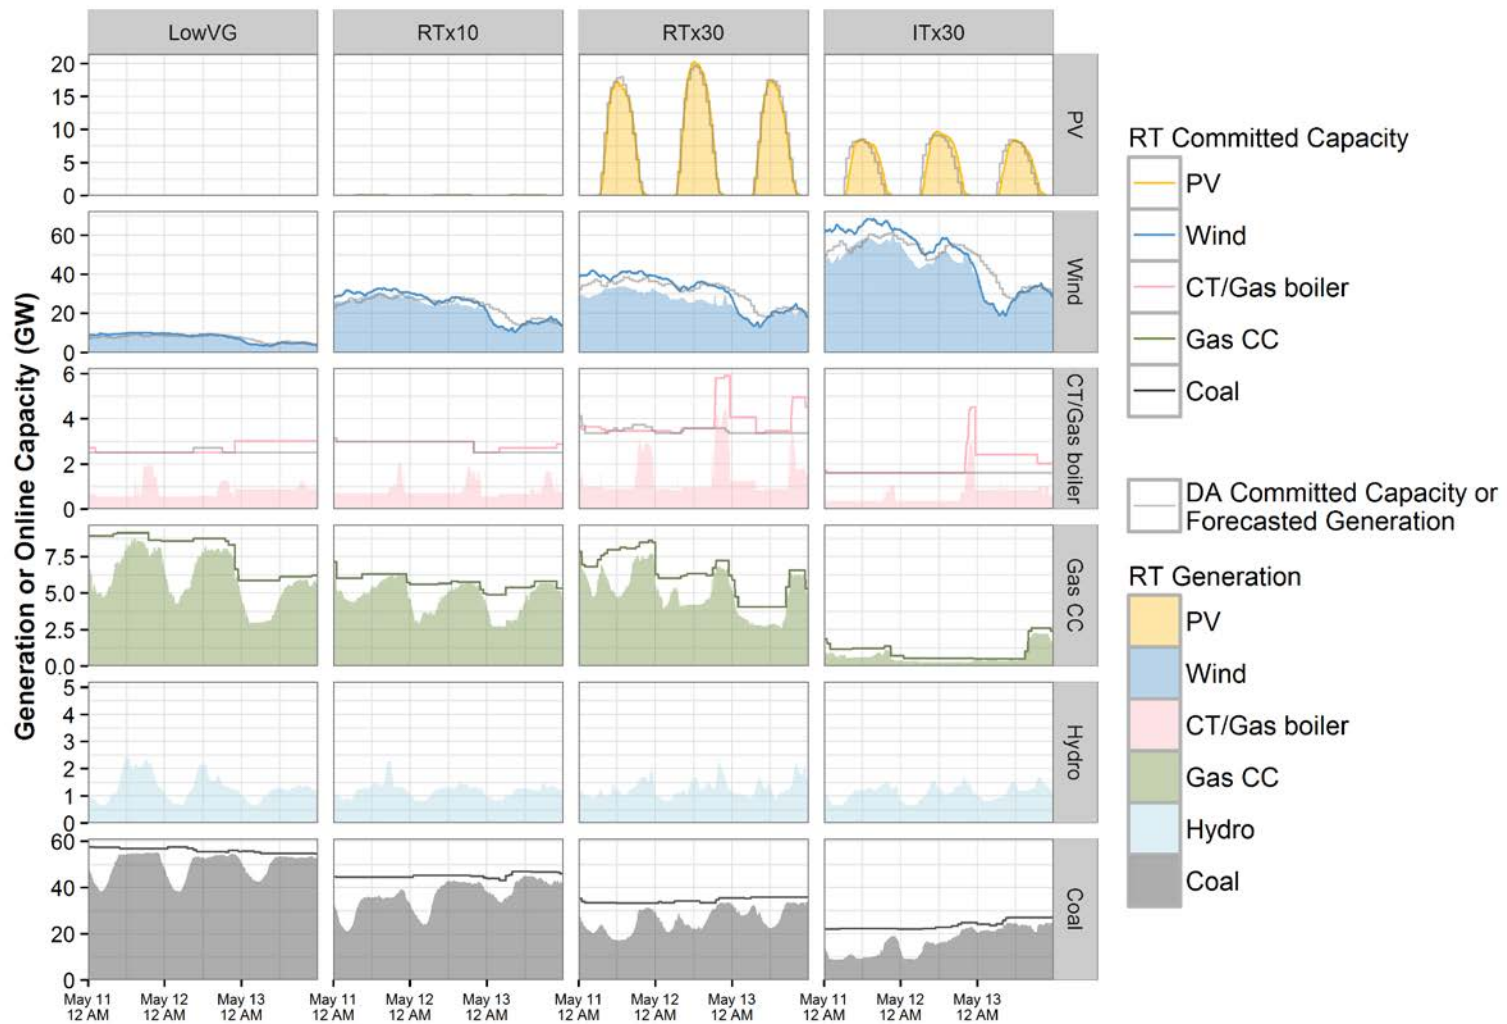 LowVG
RTx10
RTx30
ITx30
Generation or Online Capacity (GW)
20
15
10
5
0
PV
60
40
20
0
Wind
6
4
2
0
CT/Gas boiler
7.5
5.0
2.5
0.0
Gas CC
5
4
3
2
1
0
Hydro
60
40
20
0
Coal
May 11 May 12 May 13 May 11 May 12 May 13 May 11 May 12 May 13 May 11 May 12 May 13
12 AM 12 AM 12 AM 12 AM 12 AM 12 AM 12 AM 12 AM 12 AM 12 AM 12 AM 12 AM
RT Committed Capacity
PV
Wind
CT/Gas boiler
Gas CC
Coal
DA Committed Capacity or
Forecasted Generation
RT Generation
PV
Wind
CT/Gas boiler
Gas CC
Hydro
Coal